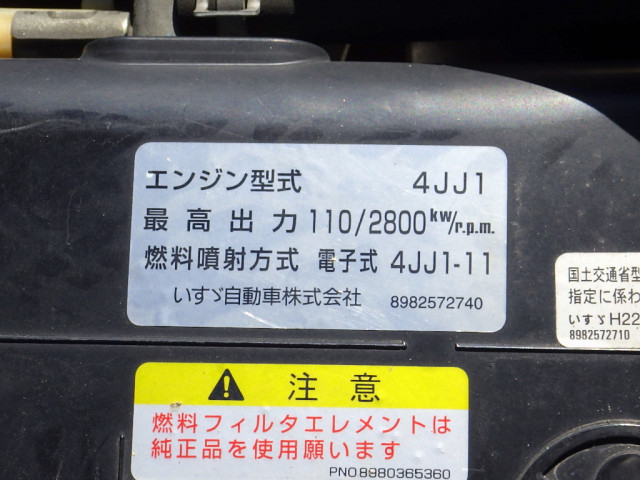 エンジン型式 4JJ1
最高出力 110/2800 kW/r.p.m.
燃料噴射方式 電子式 4JJ1-11
いすゞ自動車株式会社 8982572740
国土交通省型
指定に係わ
いすゞH22
8982572710
注意
燃料フィルタエレメントは
純正品を使用願います
PNO8980365360